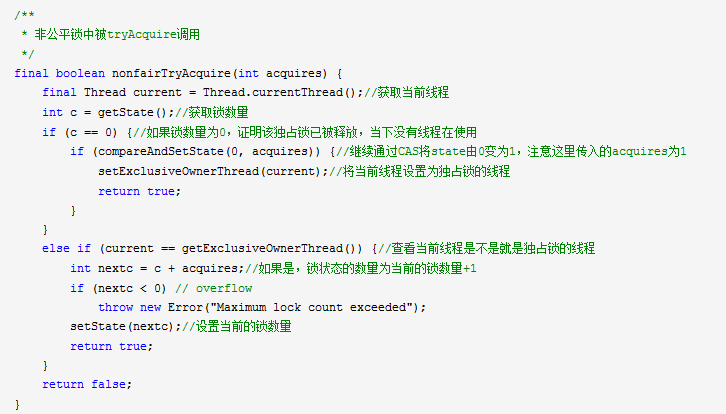 /**
 * 非公平锁中被tryAcquire调用
 */
final boolean nonfairTryAcquire(int acquires) {
    final Thread current = Thread.currentThread();//获取当前线程
    int c = getState();//获取锁数量
    if (c == 0) {//如果锁数量为0，证明该独占锁已被释放，当下没有线程在使用
        if (compareAndSetState(0, acquires)) {//继续通过CAS将state由0变为1，注意这里传入的acquires为1
            setExclusiveOwnerThread(current);//将当前线程设置为独占锁的线程
            return true;
        }
    }
    else if (current == getExclusiveOwnerThread()) {//查看当前线程是不是就是独占锁的线程
        int nextc = c + acquires;//如果是，锁状态的数量为当前的锁数量+1
        if (nextc < 0) // overflow
            throw new Error("Maximum lock count exceeded");
        setState(nextc);//设置当前的锁数量
        return true;
    }
    return false;
}